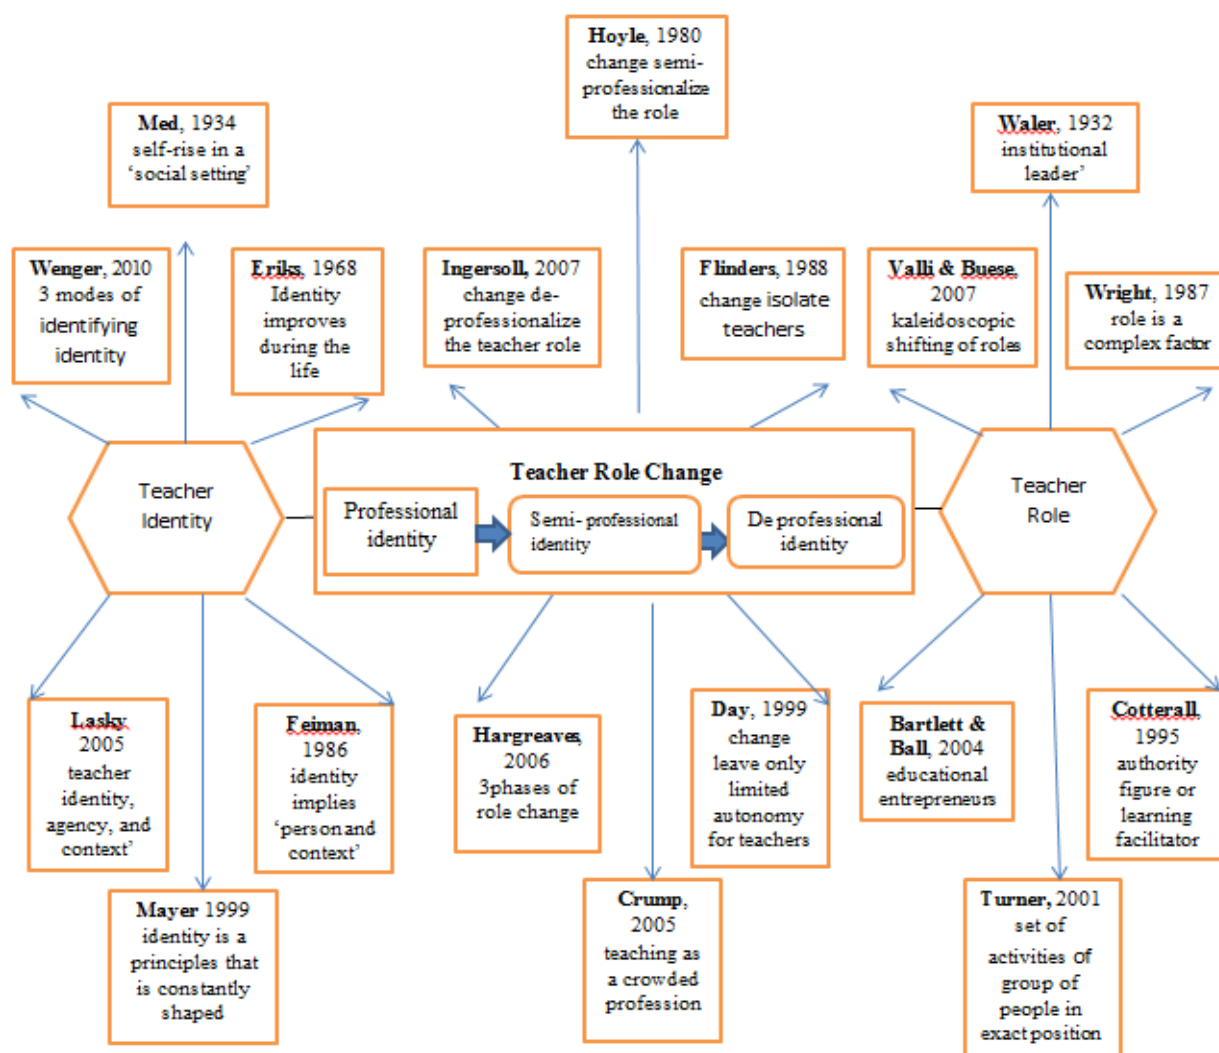 Hoyle, 1980
change semi-
professionalize
the role
Med, 1934
self-rise in a
‘social setting’
Waler, 1932
institutional
leader’
Wenger, 2010
3 modes of
identifying
identity
Eriks, 1968
Identity
improves
during the
life
Ingersoll, 2007
change de-
professionalize
the teacher role
Flinders, 1988
change isolate
teachers
Valli & Buese,
2007
kaleidoscopic
shifting of roles
Wright, 1987
role is a
complex factor
Teacher
Identity
Teacher Role Change
Professional
identity
Semi- professional
identity
De professional
identity
Teacher
Role
Lasky
2005
teacher
identity,
agency, and
context’
Feiman,
1986
identity
implies
‘person and
context’
Hargreaves,
2006
3phases of
role change
Day, 1999
change
leave only
limited
autonomy
for teachers
Bartlett &
Ball, 2004
educational
entrepreneurs
Cotterall,
1995
authority
figure or
learning
facilitator
Mayer 1999
identity is a
principles that
is constantly
shaped
Crump,
2005
teaching as
a crowded
profession
Turner, 2001
set of
activities of
group of
people in
exact position